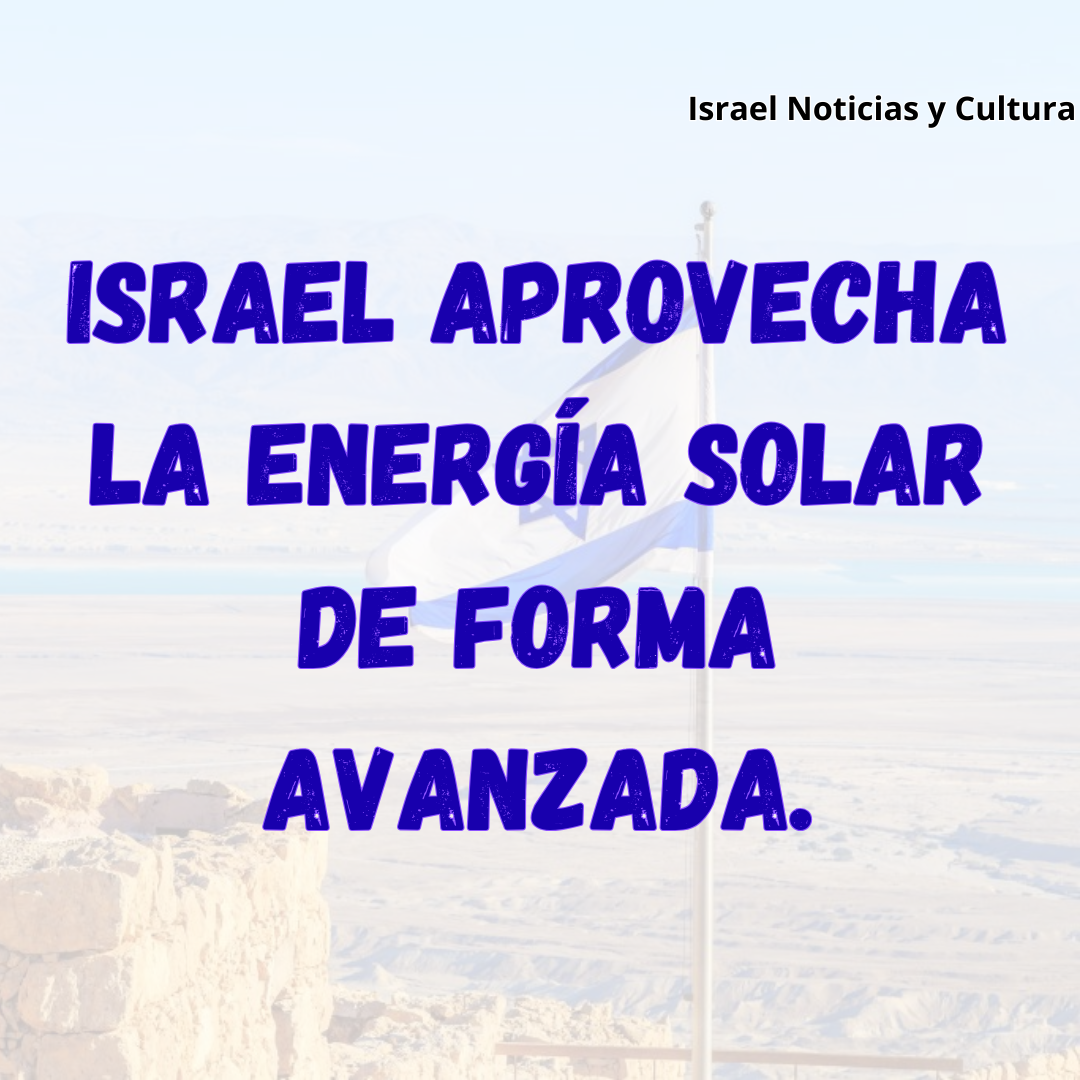 Israel Noticias y Cultura
ISRAEL APROVECHA
LA ENERGÍA SOLAR
DE FORMA
AVANZADA.